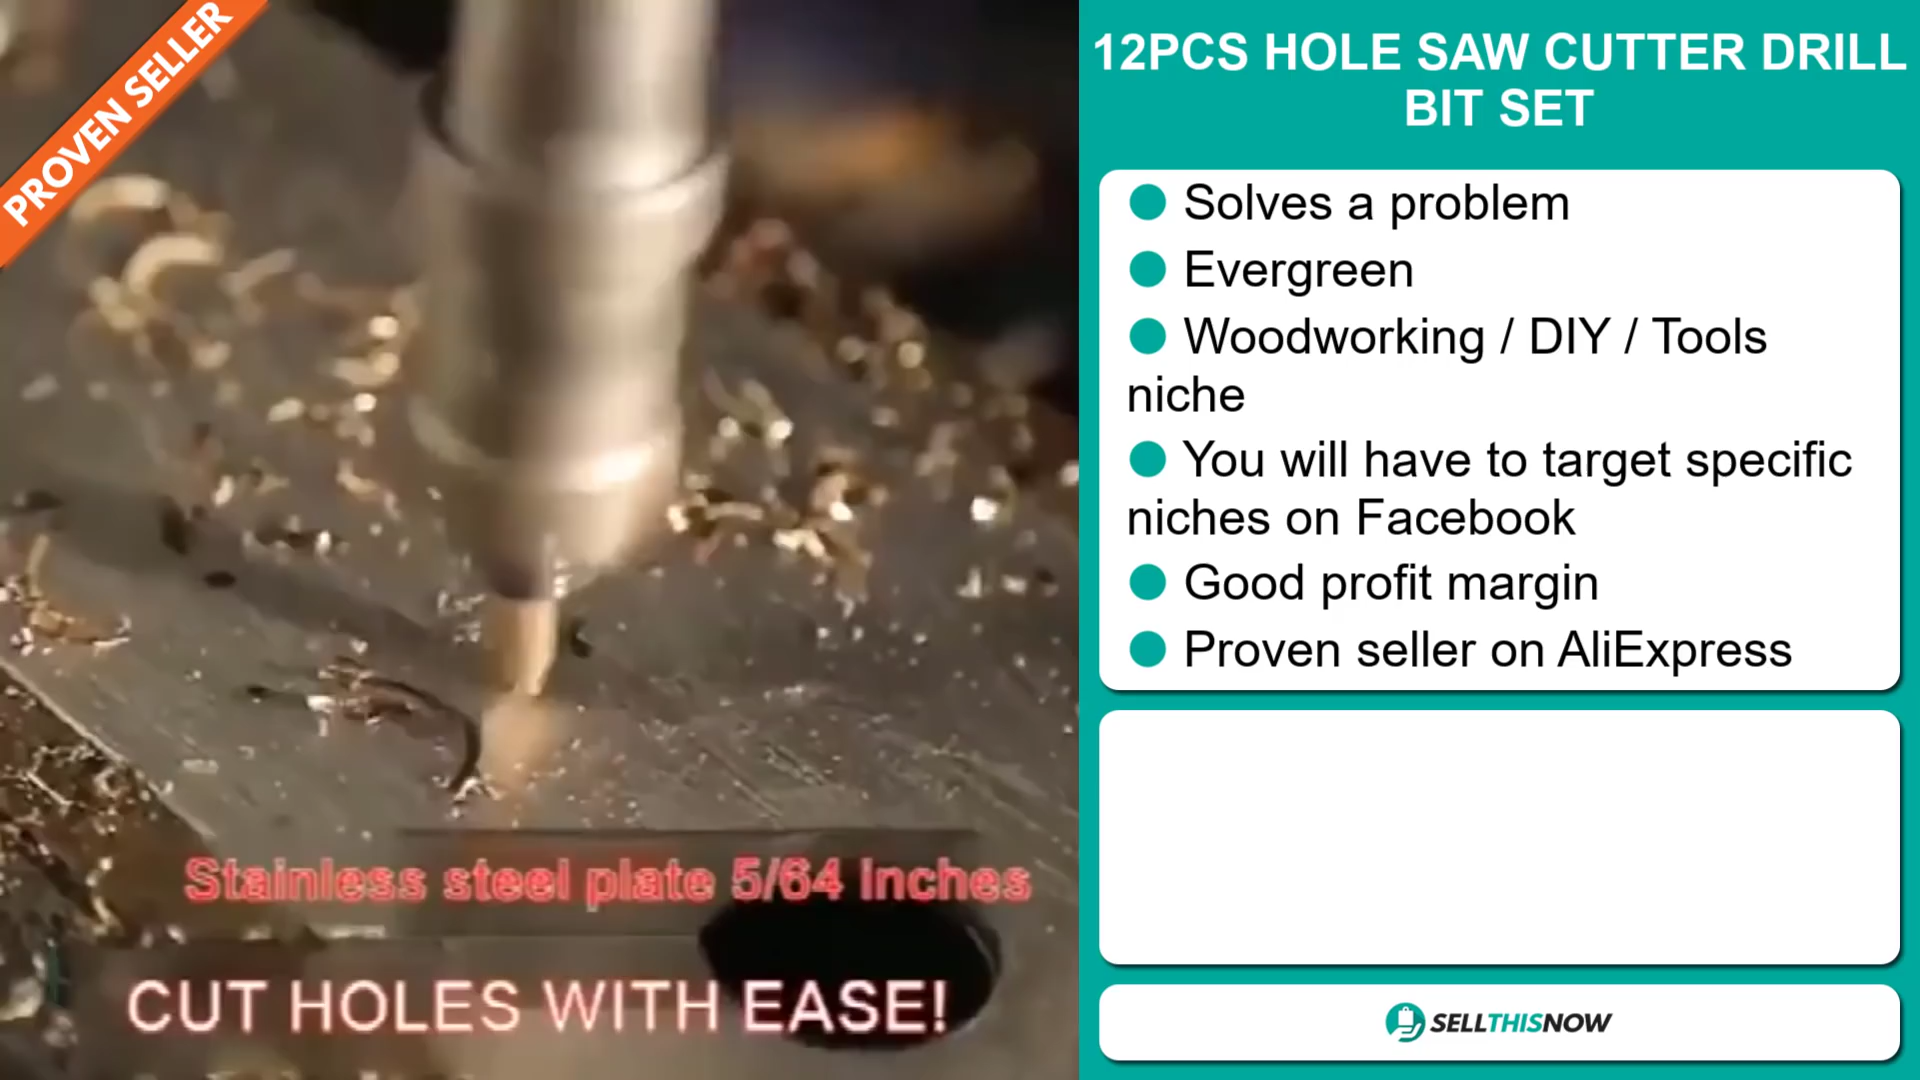 PROVEN SELLER
Stainless steel plate 5/64 inches
CUT HOLES WITH EASE!
12PCS HOLE SAW CUTTER DRILL
BIT SET
● Solves a problem
● Evergreen
● Woodworking / DIY / Tools
niche
● You will have to target specific
niches on Facebook
● Good profit margin
● Proven seller on AliExpress
SELLTHISNOW